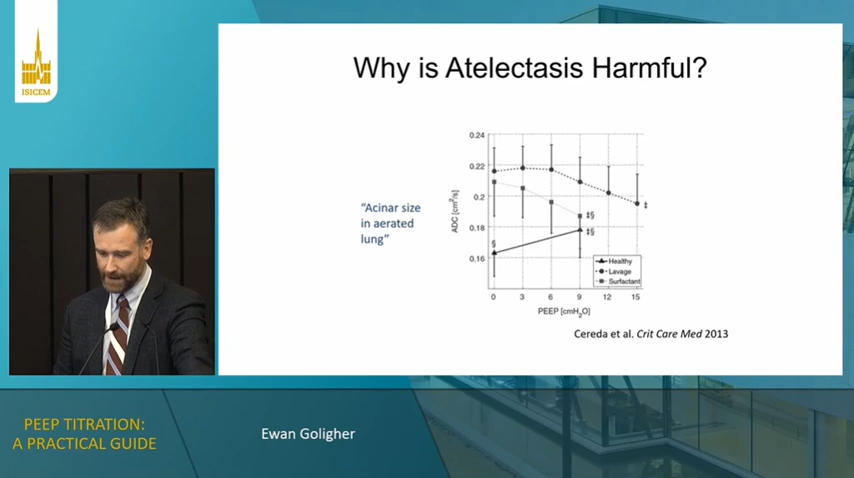 ISICEM
Why is Atelectasis Harmful?
"Acinar size
in aerated
lung"
ADC [cm²/s]
0.24
0.22
0.2
0.18
0.16
§
‡
‡§
‡§
Healthy
Lavage
Surfactant
0 3 6 9 12 15
PEEP [cmH₂O]
Cereda et al. Crit Care Med 2013
PEEP TITRATION:
A PRACTICAL GUIDE
Ewan Goligher